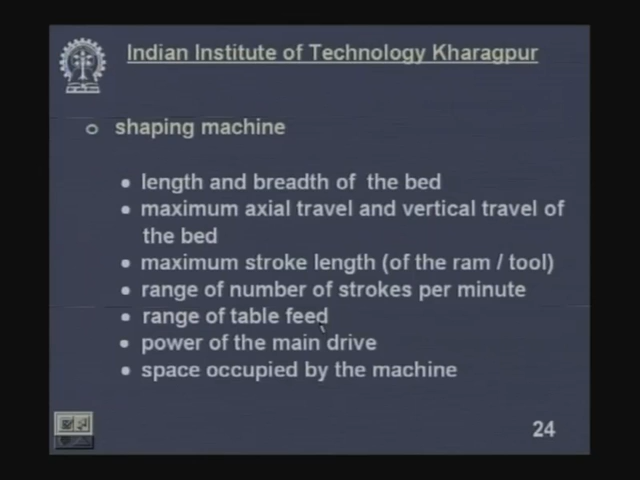 Indian Institute of Technology Kharagpur
o shaping machine
• length and breadth of the bed
• maximum axial travel and vertical travel of
the bed
• maximum stroke length (of the ram / tool)
• range of number of strokes per minute
• range of table feed
• power of the main drive
• space occupied by the machine
24